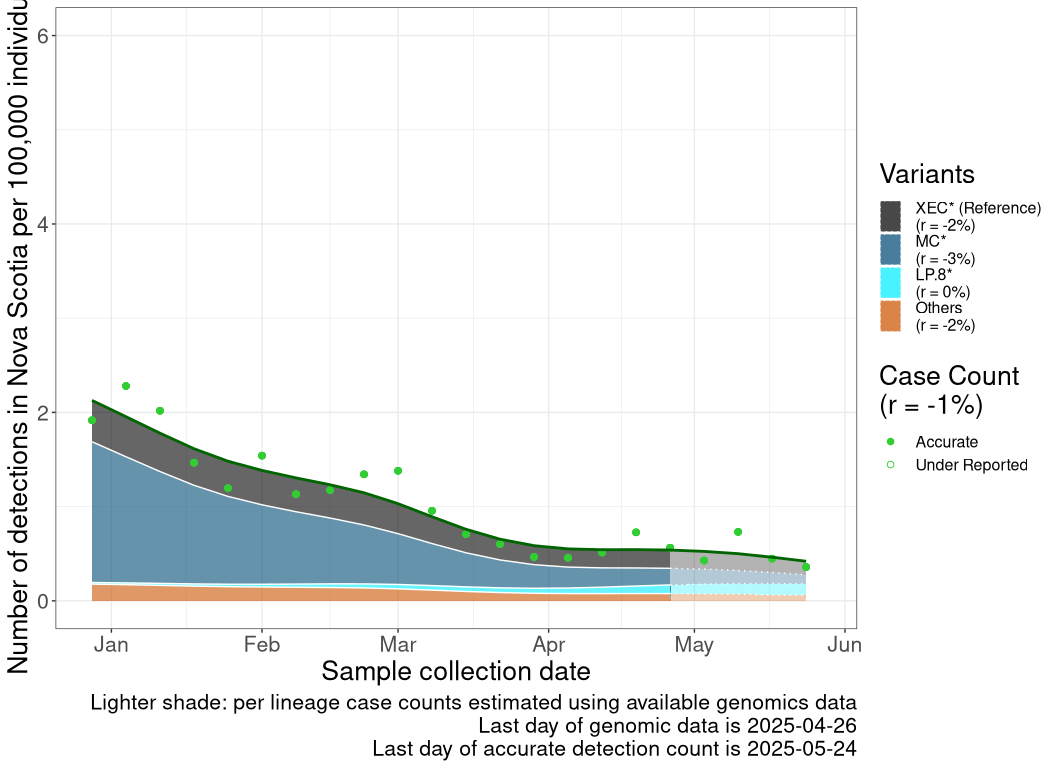 Number of detections in Nova Scotia per 100,000 individu
6
4
2
0
Jan Feb Mar Apr May Jun
Sample collection date
Lighter shade: per lineage case counts estimated using available genomics data
Last day of genomic data is 2025-04-26
Last day of accurate detection count is 2025-05-24
Variants
XEC* (Reference)
(r = -2%)
MC*
(r = -3%)
LP.8*
(r = 0%)
Others
(r = -2%)
Case Count
(r = -1%)
Accurate
Under Reported